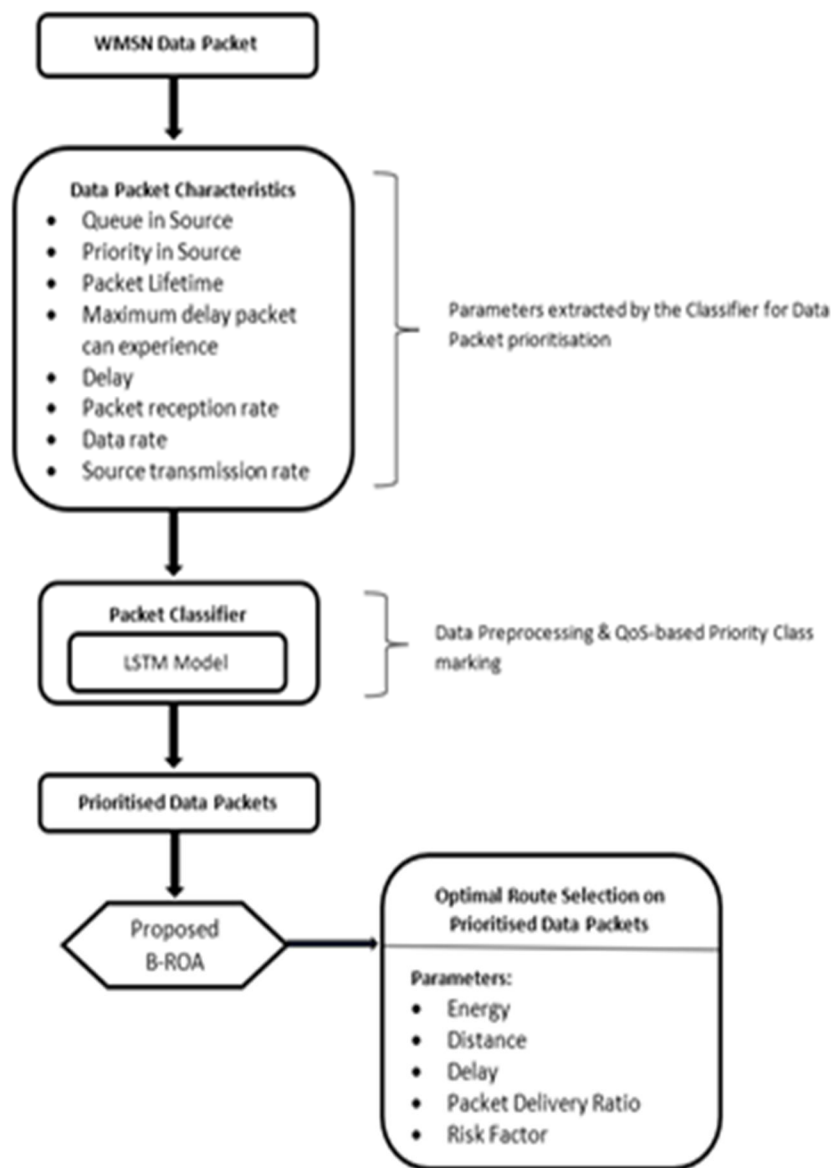 WMSN Data Packet
Data Packet Characteristics
• Queue in Source
• Priority in Source
• Packet Lifetime
• Maximum delay packet
can experience
• Delay
• Packet reception rate
• Data rate
• Source transmission rate
Parameters extracted by the Classifier for Data
Packet prioritisation
Packet Classifier
LSTM Model
Data Preprocessing & QoS-based Priority Class
marking
Prioritised Data Packets
Proposed
B-ROA
Optimal Route Selection on
Prioritised Data Packets
Parameters:
• Energy
• Distance
• Delay
• Packet Delivery Ratio
• Risk Factor